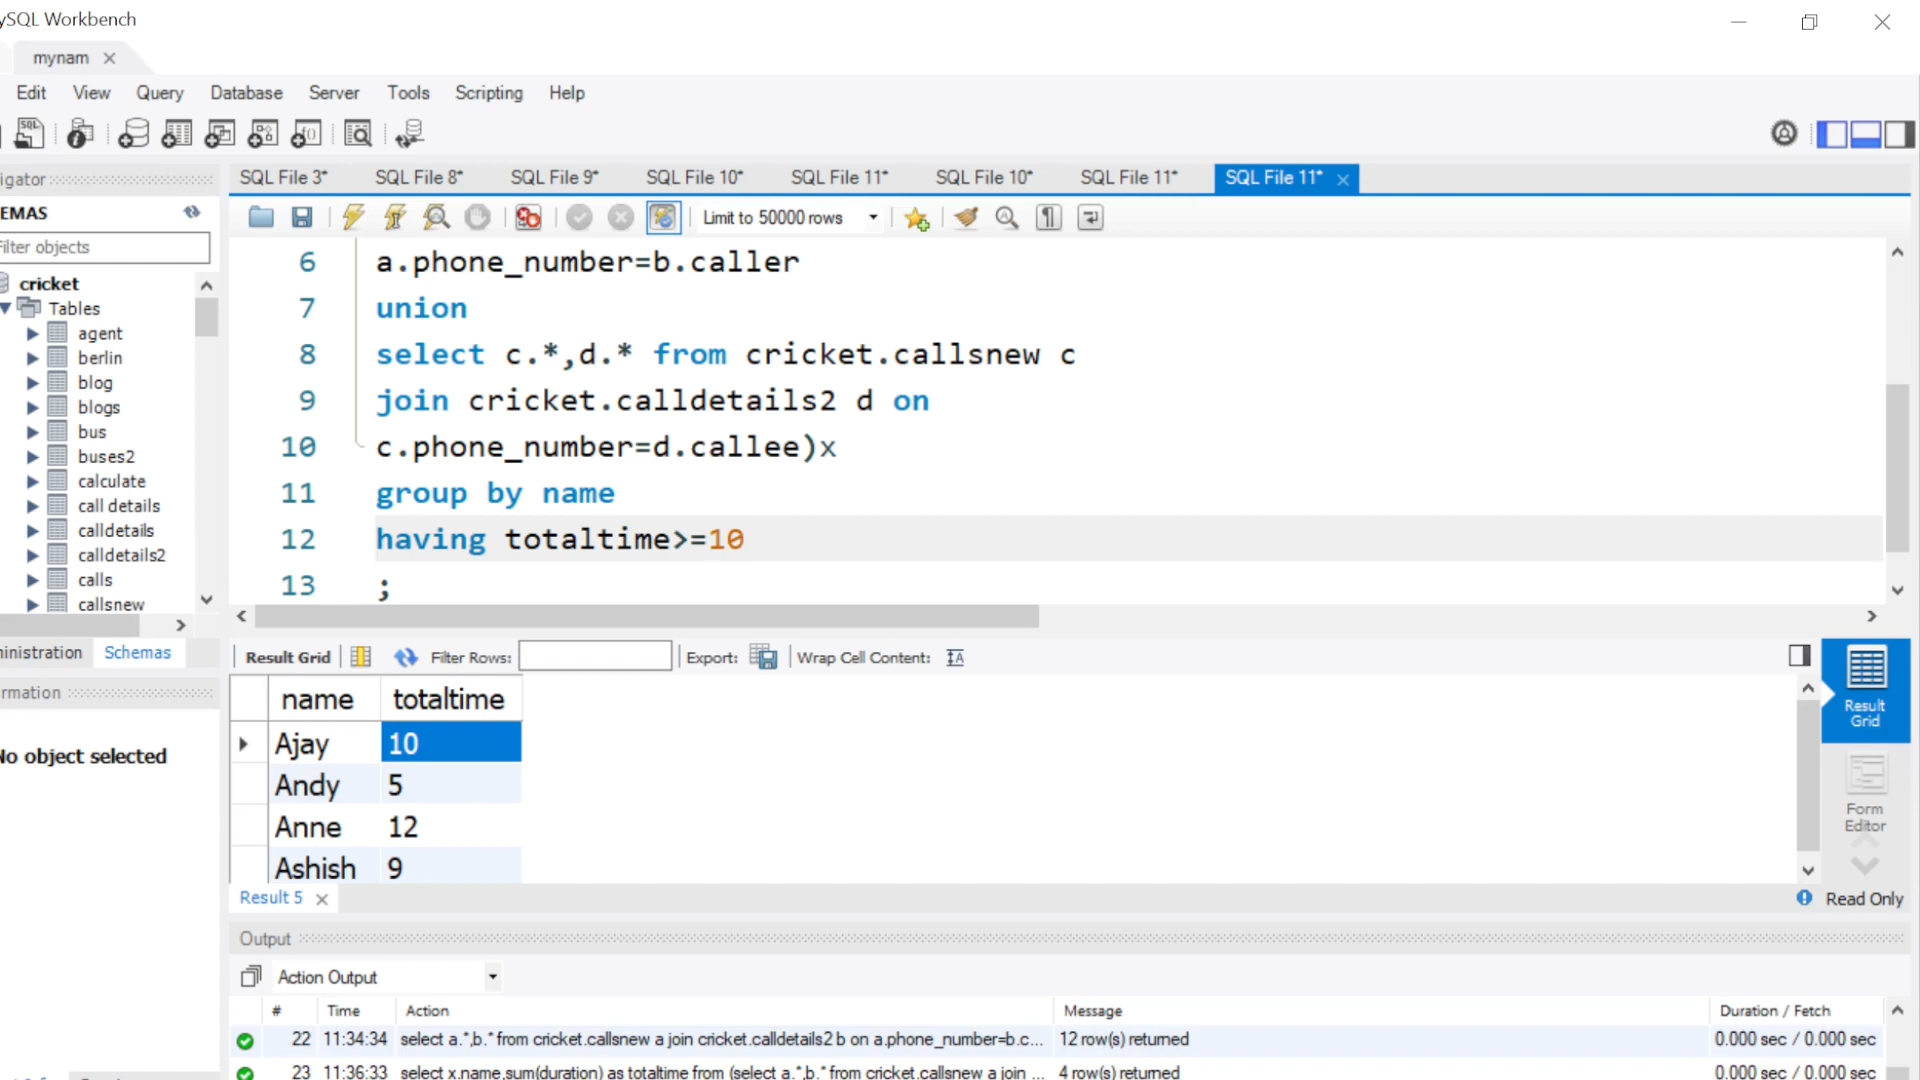 ySQL Workbench
mynam
Edit View Query Database Server Tools Scripting Help
SQL
igator
SQL File 3* SQL File 8* SQL File 9* SQL File 10* SQL File 11* SQL File 10* SQL File 11* SQL File 11*
EMAS
Limit to 50000 rows
Filter objects
cricket
Tables
agent
berlin
blog
blogs
bus
buses2
calculate
call details
calldetails
calldetails2
calls
callsnew
6 a.phone_number=b.caller
7 union
8 select c.*,d.* from cricket.callsnew c
9 join cricket.calldetails2 d on
10 c.phone_number=d.callee)x
11 group by name
12 having totaltime>=10
13 ;
ministration Schemas
rmation
No object selected
Result Grid Filter Rows: Export: Wrap Cell Content: IA
name totaltime
Ajay 10
Andy 5
Anne 12
Ashish 9
Result Grid
Form Editor
Result 5
Read Only
Output
Action Output
# Time Action Message Duration / Fetch
22 11:34:34 select a.*,b.* from cricket.callsnew a join cricket.calldetails2 b on a.phone_number=b.c... 12 row(s) returned 0.000 sec / 0.000 sec
23 11:36:33 select x.name,sum(duration) as totaltime from (select a.*,b.* from cricket.callsnew a join ... 4 row(s) returned 0.000 sec / 0.000 sec